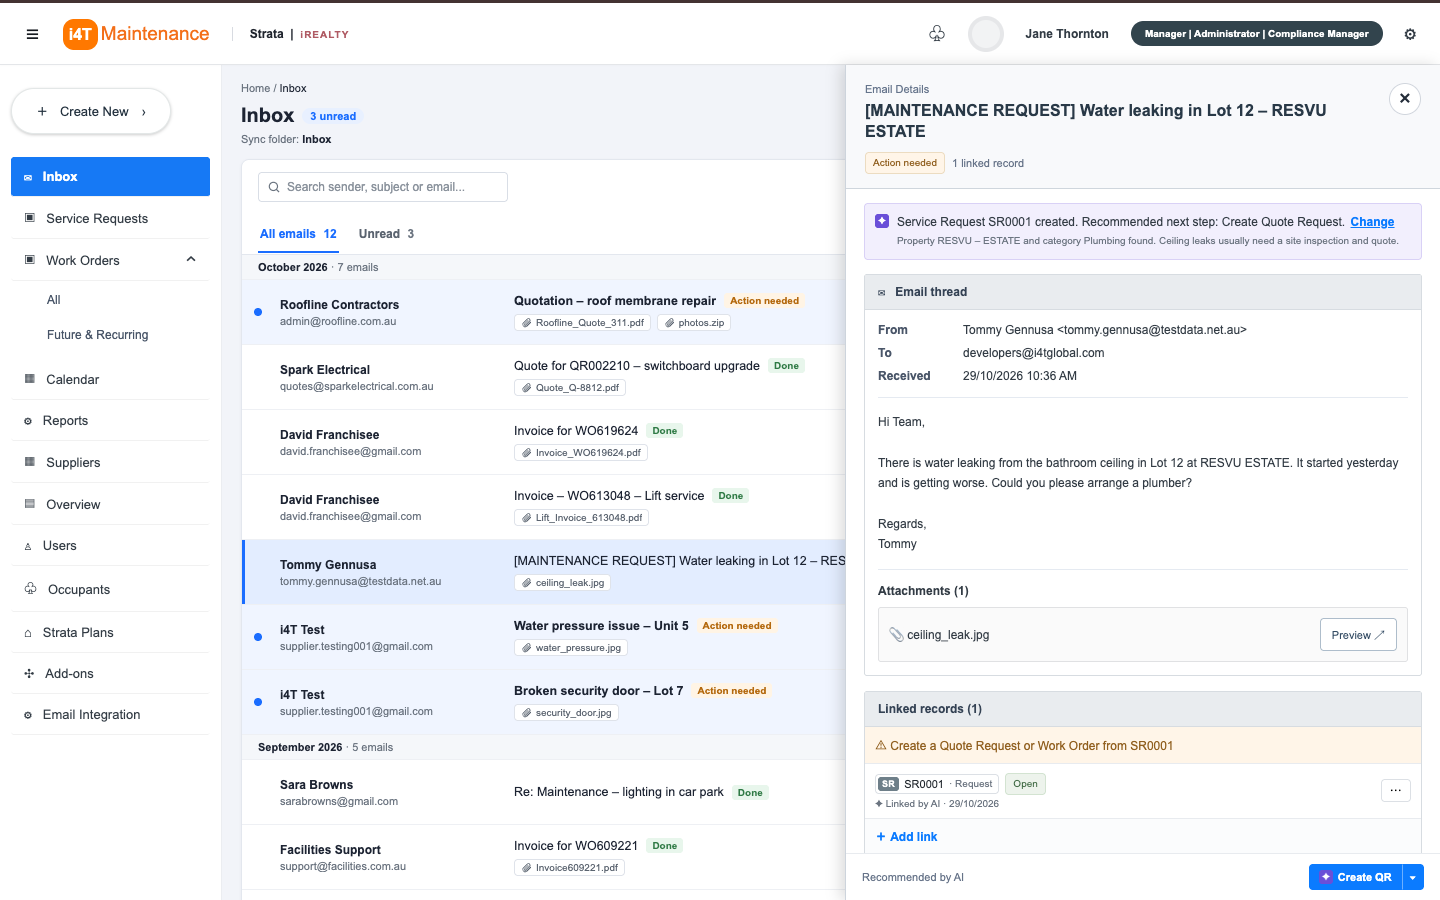 ☰ i4T Maintenance Strata | iREALTY
Jane Thornton
Manager | Administrator | Compliance Manager
+ Create New ›
Inbox
Service Requests
Work Orders
All
Future & Recurring
Calendar
Reports
Suppliers
Overview
Users
Occupants
Strata Plans
Add-ons
Email Integration
Home / Inbox
Inbox 3 unread
Sync folder: Inbox
Search sender, subject or email...
All emails 12 Unread 3
October 2026 · 7 emails
Roofline Contractors
admin@roofline.com.au
Quotation – roof membrane repair Action needed
Roofline_Quote_311.pdf photos.zip
Spark Electrical
quotes@sparkelectrical.com.au
Quote for QR002210 – switchboard upgrade Done
Quote_Q-8812.pdf
David Franchisee
david.franchisee@gmail.com
Invoice for WO619624 Done
Invoice_WO619624.pdf
David Franchisee
david.franchisee@gmail.com
Invoice – WO613048 – Lift service Done
Lift_Invoice_613048.pdf
Tommy Gennusa
tommy.gennusa@testdata.net.au
[MAINTENANCE REQUEST] Water leaking in Lot 12 – RES
ceiling_leak.jpg
i4T Test
supplier.testing001@gmail.com
Water pressure issue – Unit 5 Action needed
water_pressure.jpg
i4T Test
supplier.testing001@gmail.com
Broken security door – Lot 7 Action needed
security_door.jpg
September 2026 · 5 emails
Sara Browns
sarabrowns@gmail.com
Re: Maintenance – lighting in car park Done
Facilities Support
support@facilities.com.au
Invoice for WO609221 Done
Invoice609221.pdf
Email Details
[MAINTENANCE REQUEST] Water leaking in Lot 12 – RESVU
ESTATE
✕
Action needed 1 linked record
Service Request SR0001 created. Recommended next step: Create Quote Request. Change
Property RESVU – ESTATE and category Plumbing found. Ceiling leaks usually need a site inspection and quote.
Email thread
From Tommy Gennusa <tommy.gennusa@testdata.net.au>
To developers@i4tglobal.com
Received 29/10/2026 10:36 AM
Hi Team,
There is water leaking from the bathroom ceiling in Lot 12 at RESVU ESTATE. It started yesterday
and is getting worse. Could you please arrange a plumber?
Regards,
Tommy
Attachments (1)
ceiling_leak.jpg Preview ↗
Linked records (1)
⚠ Create a Quote Request or Work Order from SR0001
SR SR0001 · Request Open
✦ Linked by AI · 29/10/2026
...
+ Add link
Recommended by AI
✦ Create QR